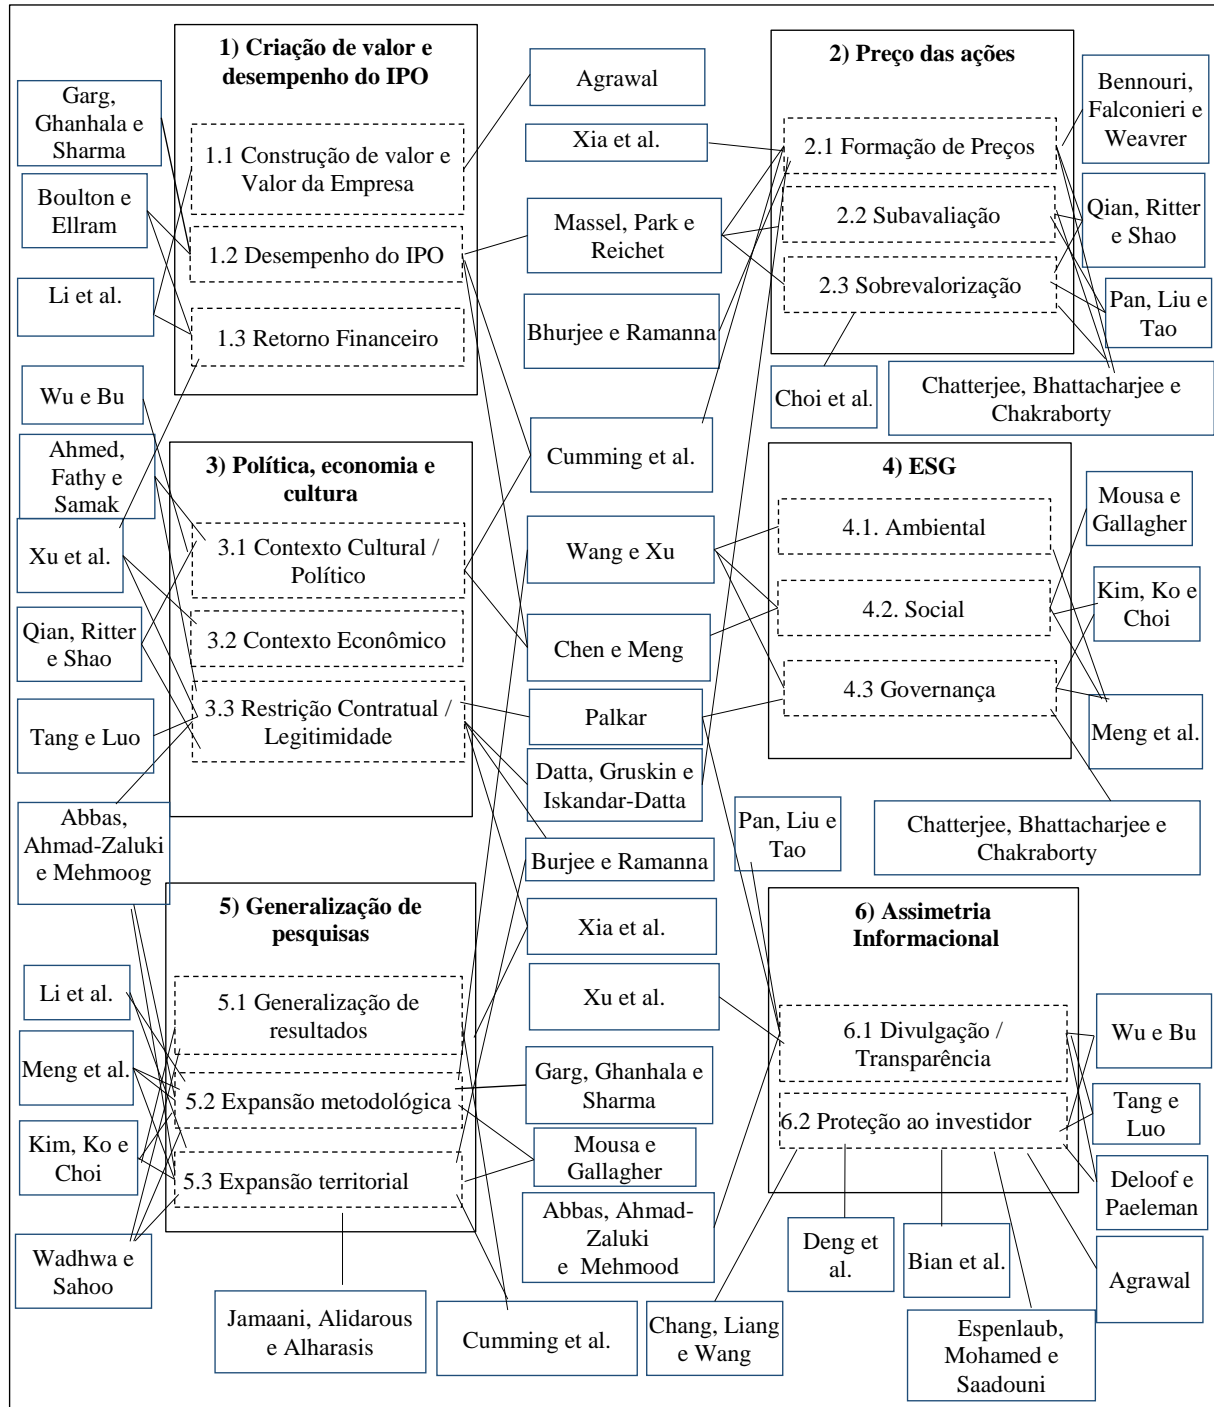 1) Criação de valor e
desempenho do IPO
Garg,
Ghanhala e
Sharma
Boulton e
Ellram
Li et al.
1.1 Construção de valor e
Valor da Empresa
1.2 Desempenho do IPO
1.3 Retorno Financeiro
Agrawal
Xia et al.
Massel, Park e
Reichet
Bhurjee e Ramanna
Cumming et al.
2) Preço das ações
2.1 Formação de Preços
2.2 Subavaliação
2.3 Sobrevalorização
Bennouri,
Falconieri e
Weavrer
Qian, Ritter
e Shao
Pan, Liu e
Tao
Choi et al.
Chatterjee, Bhattacharjee e
Chakraborty
Wu e Bu
Ahmed,
Fathy e
Samak
Xu et al.
Qian, Ritter
e Shao
Tang e Luo
Abbas,
Ahmad-Zaluki
e Mehmoog
3) Política, economia e
cultura
3.1 Contexto Cultural /
Político
3.2 Contexto Econômico
3.3 Restrição Contratual /
Legitimidade
Wang e Xu
Chen e Meng
Palkar
Datta, Gruskin e
Iskandar-Datta
Burjee e Ramanna
Xia et al.
Xu et al.
4) ESG
4.1. Ambiental
4.2. Social
4.3 Governança
Mousa e
Gallagher
Kim, Ko e
Choi
Meng et al.
Chatterjee, Bhattacharjee e
Chakraborty
Pan, Liu e
Tao
5) Generalização de
pesquisas
5.1 Generalização de
resultados
5.2 Expansão metodológica
5.3 Expansão territorial
Li et al.
Meng et al.
Kim, Ko e
Choi
Wadhwa e
Sahoo
Jamaani, Alidarous
e Alharasis
Cumming et al.
Garg, Ghanhala e
Sharma
Mousa e
Gallagher
Abbas, Ahmad-
Zaluki
e Mehmood
6) Assimetria
Informacional
6.1 Divulgação /
Transparência
6.2 Proteção ao investidor
Wu e Bu
Tang e
Luo
Deloof e
Paeleman
Agrawal
Chang, Liang
e Wang
Deng et
al.
Bian et al.
Espenlaub,
Mohamed e
Saadouni